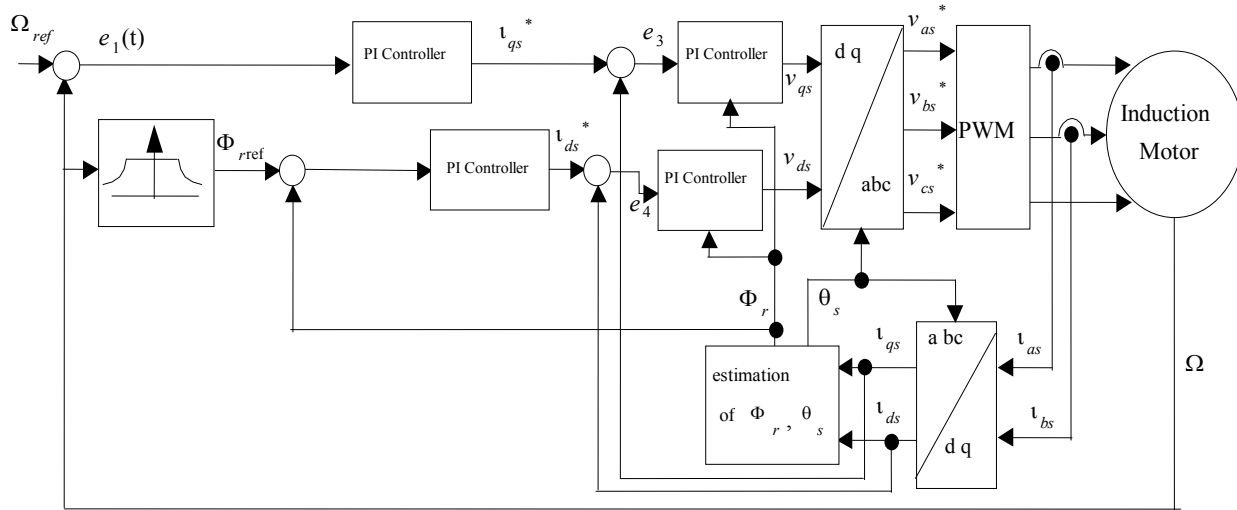 Ω_ref
e_1(t)
PI Controller
ι_qs^*
e_3
PI Controller
v_qs
d q
abc
v_as^*
v_bs^*
v_cs^*
PWM
Induction
Motor
Φ_rref
PI Controller
ι_ds^*
e_4
PI Controller
v_ds
Φ_r
θ_s
estimation
of Φ_r , θ_s
ι_qs
ι_ds
a bc
d q
ι_as
ι_bs
Ω